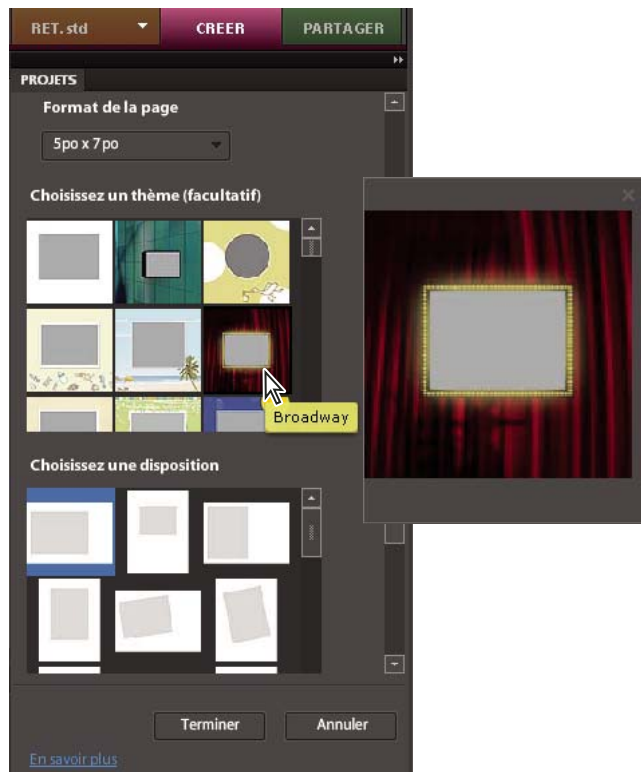 RET. std CREER PARTAGER
PROJETS
Format de la page
5po x 7po
Choisissez un thème (facultatif)
Broadway
Choisissez une disposition
Terminer Annuler
En savoir plus